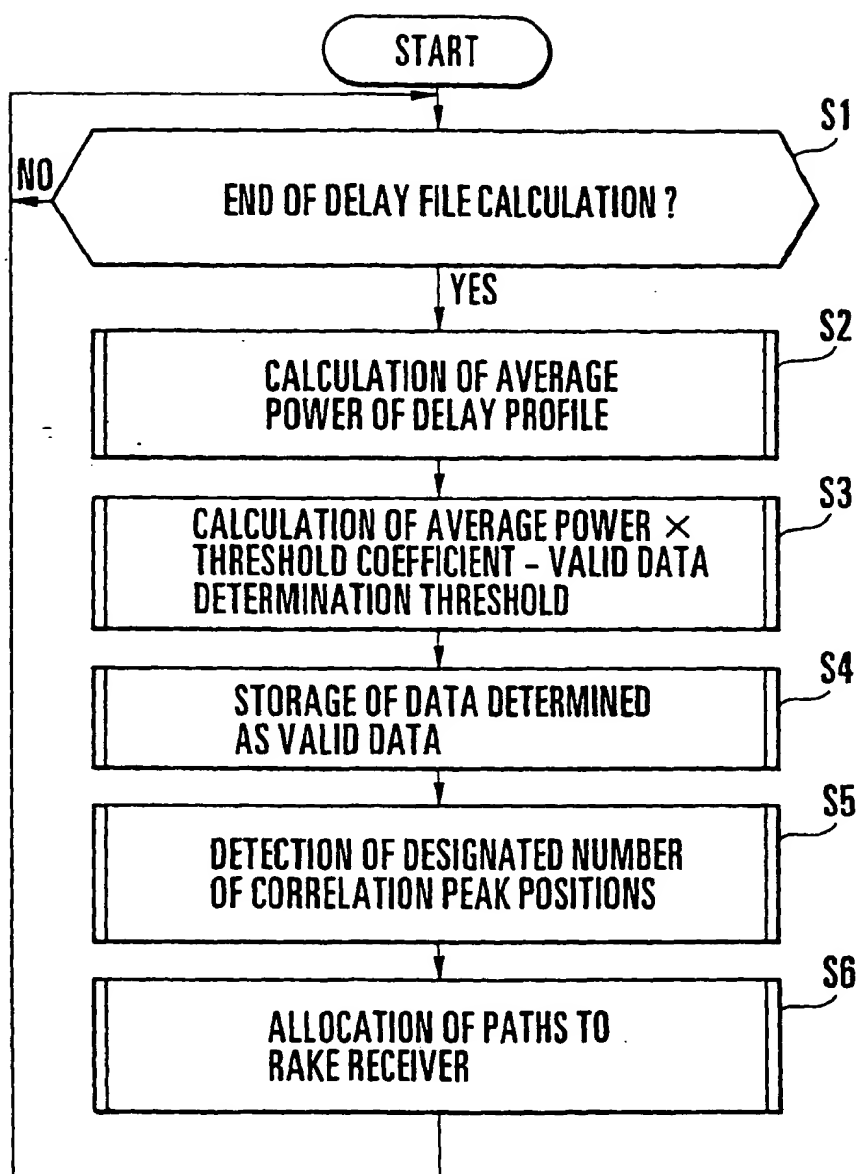 START
S1
NO
END OF DELAY FILE CALCULATION ?
YES
S2
CALCULATION OF AVERAGE
POWER OF DELAY PROFILE
S3
CALCULATION OF AVERAGE POWER ×
THRESHOLD COEFFICIENT – VALID DATA
DETERMINATION THRESHOLD
S4
STORAGE OF DATA DETERMINED
AS VALID DATA
S5
DETECTION OF DESIGNATED NUMBER
OF CORRELATION PEAK POSITIONS
S6
ALLOCATION OF PATHS TO
RAKE RECEIVER